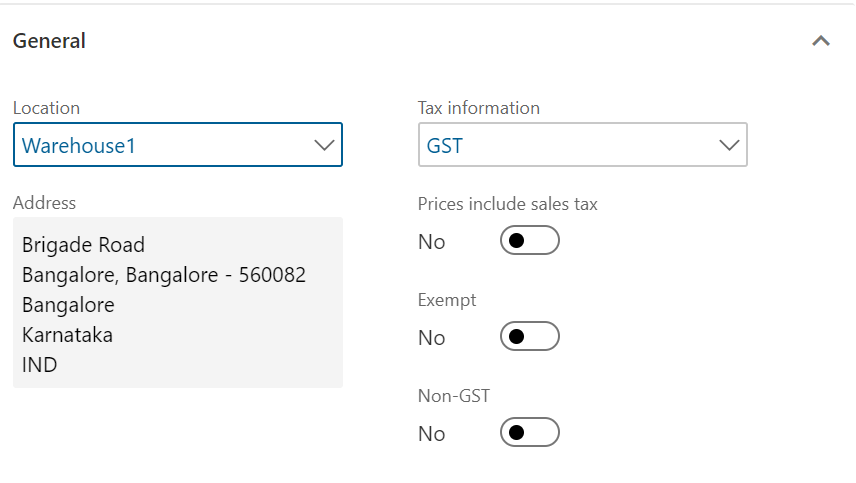 General
Location
Warehouse1
Address
Brigade Road
Bangalore, Bangalore - 560082
Bangalore
Karnataka
IND
Tax information
GST
Prices include sales tax
No
Exempt
No
Non-GST
No